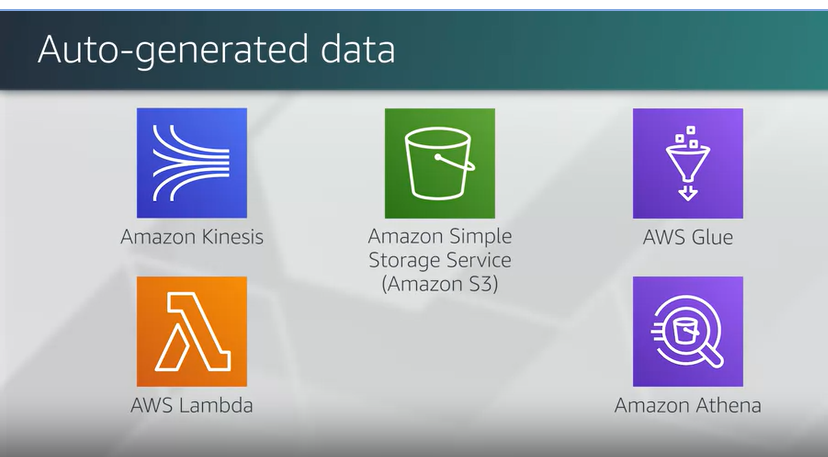 Auto-generated data
Amazon Kinesis
Amazon Simple
Storage Service
(Amazon S3)
AWS Glue
AWS Lambda
Amazon Athena